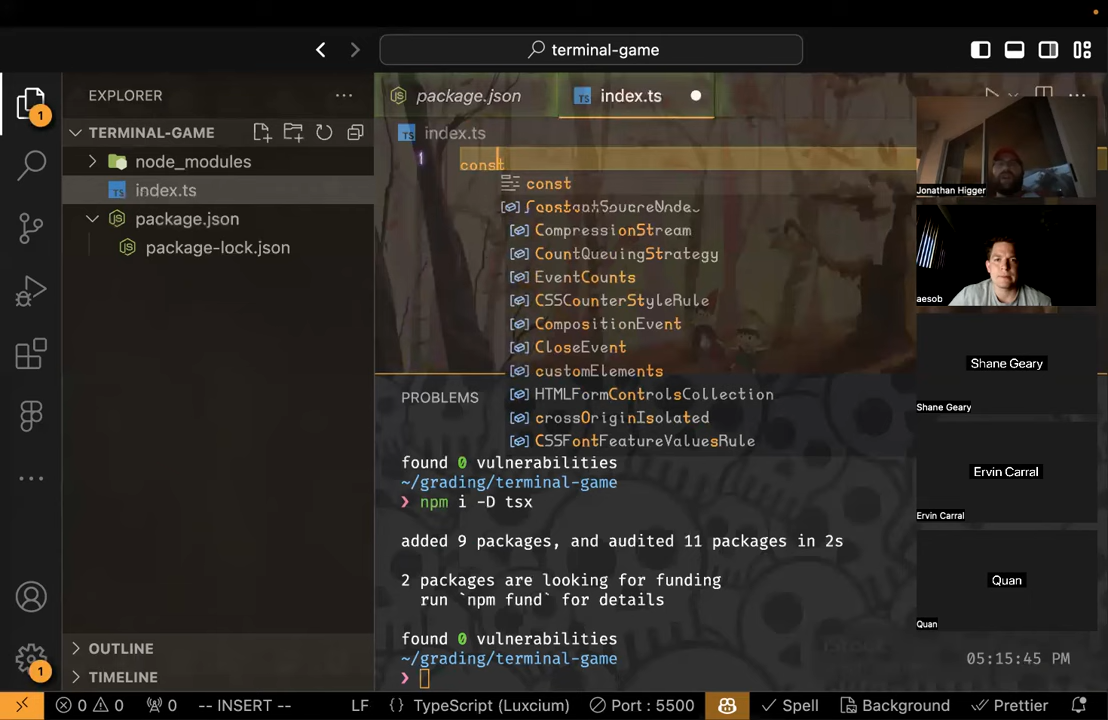 terminal-game
EXPLORER
TERMINAL-GAME
node_modules
index.ts
package.json
package-lock.json
OUTLINE
TIMELINE
1
1
package.json
TS index.ts
TS index.ts
1
const
const
ConstantSourceNode
CompressionStream
CountQueuingStrategy
EventCounts
CSSCounterStyleRule
CompositionEvent
CloseEvent
customElements
HTMLFormControlsCollection
crossOriginIsolated
CSSFontFeatureValuesRule
PROBLEMS
found 0 vulnerabilities
~/grading/terminal-game
❯ npm i -D tsx
added 9 packages, and audited 11 packages in 2s
2 packages are looking for funding
run `npm fund` for details
found 0 vulnerabilities
~/grading/terminal-game
❯
05:15:45 PM
Jonathan Higger
aesob
Shane Geary
Shane Geary
Ervin Carral
Ervin Carral
Quan
Quan
0 0 0 -- INSERT -- LF {} TypeScript (Luxcium) Port : 5500 Spell Background Prettier